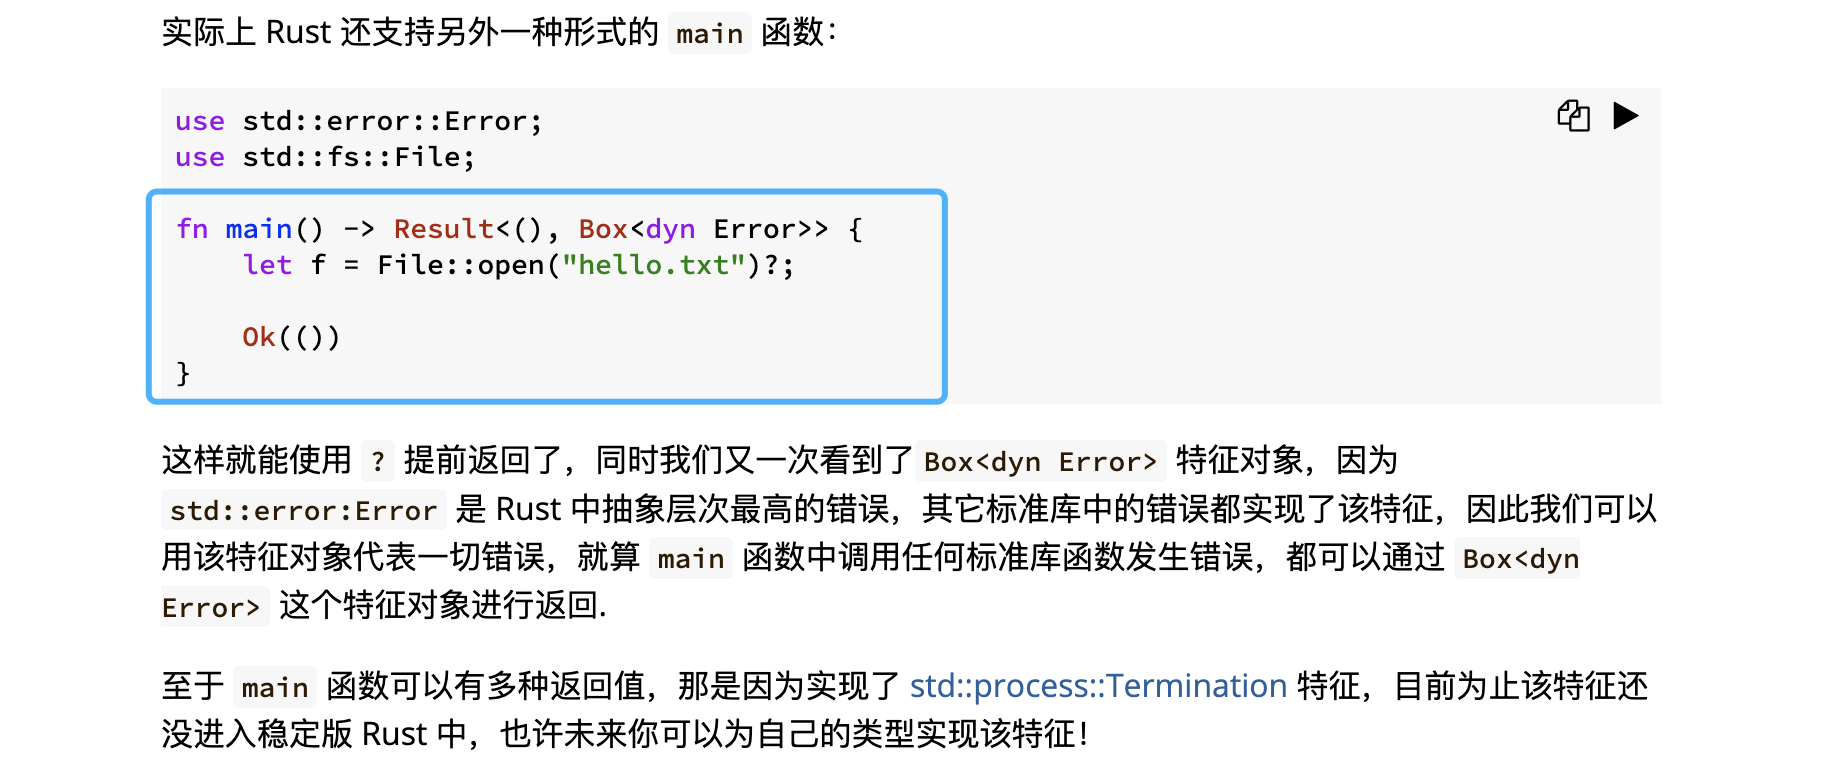 实际上 Rust 还支持另外一种形式的 main 函数：
use std::error::Error;
use std::fs::File;
fn main() -> Result<(), Box<dyn Error>> {
    let f = File::open("hello.txt")?;
    Ok(())
}
这样就能使用 ? 提前返回了，同时我们又一次看到了Box<dyn Error> 特征对象，因为
std::error:Error 是 Rust 中抽象层次最高的错误，其它标准库中的错误都实现了该特征，因此我们可以
用该特征对象代表一切错误，就算 main 函数中调用任何标准库函数发生错误，都可以通过 Box<dyn
Error> 这个特征对象进行返回.
至于 main 函数可以有多种返回值，那是因为实现了 std::process::Termination 特征，目前为止该特征还
没进入稳定版 Rust 中，也许未来你可以为自己的类型实现该特征！